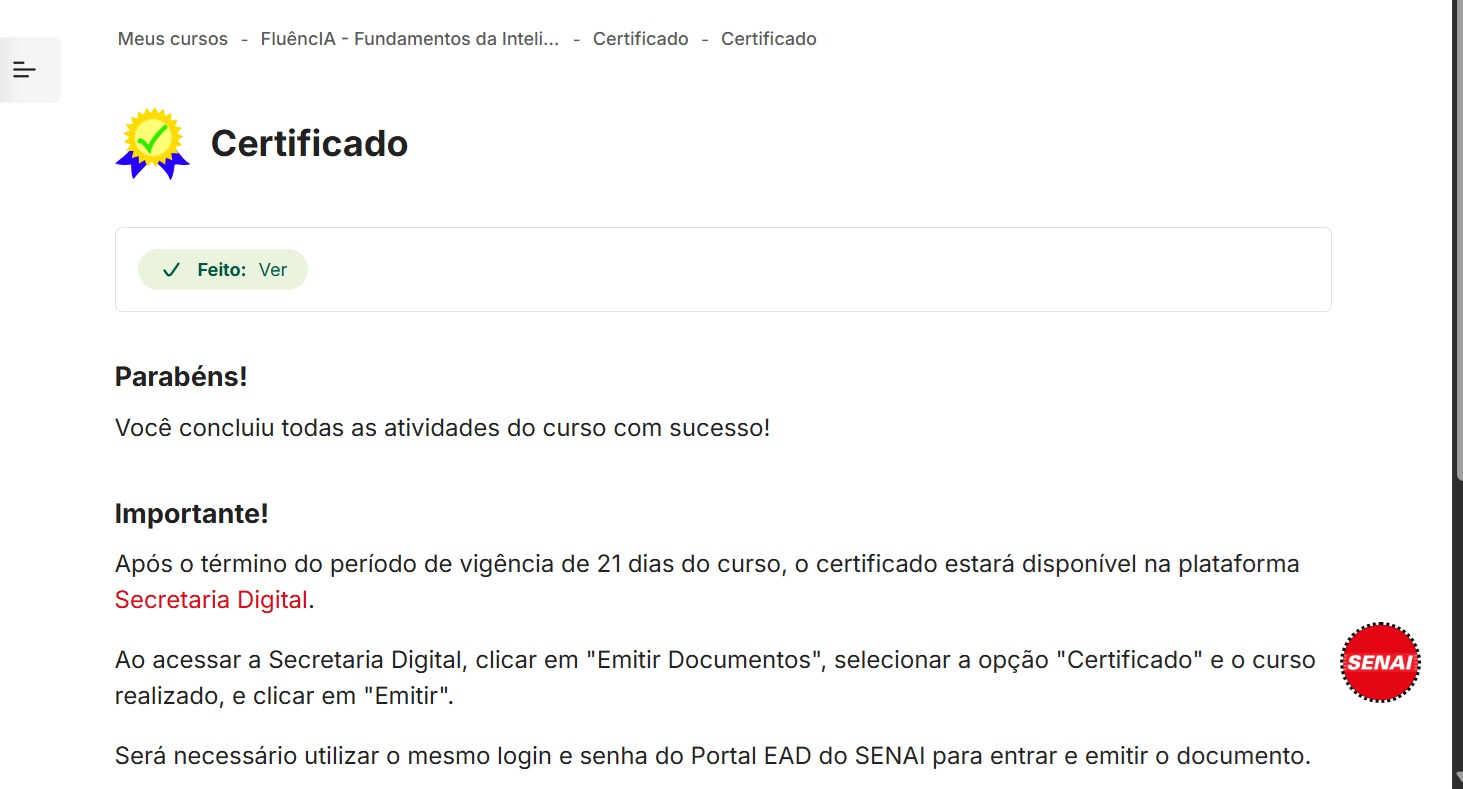 Meus cursos - FluêncIA - Fundamentos da Inteli... - Certificado - Certificado
Certificado
Feito: Ver
Parabéns!
Você concluiu todas as atividades do curso com sucesso!
Importante!
Após o término do período de vigência de 21 dias do curso, o certificado estará disponível na plataforma
Secretaria Digital.
Ao acessar a Secretaria Digital, clicar em "Emitir Documentos", selecionar a opção "Certificado" e o curso
realizado, e clicar em "Emitir".
SENAI
Será necessário utilizar o mesmo login e senha do Portal EAD do SENAI para entrar e emitir o documento.